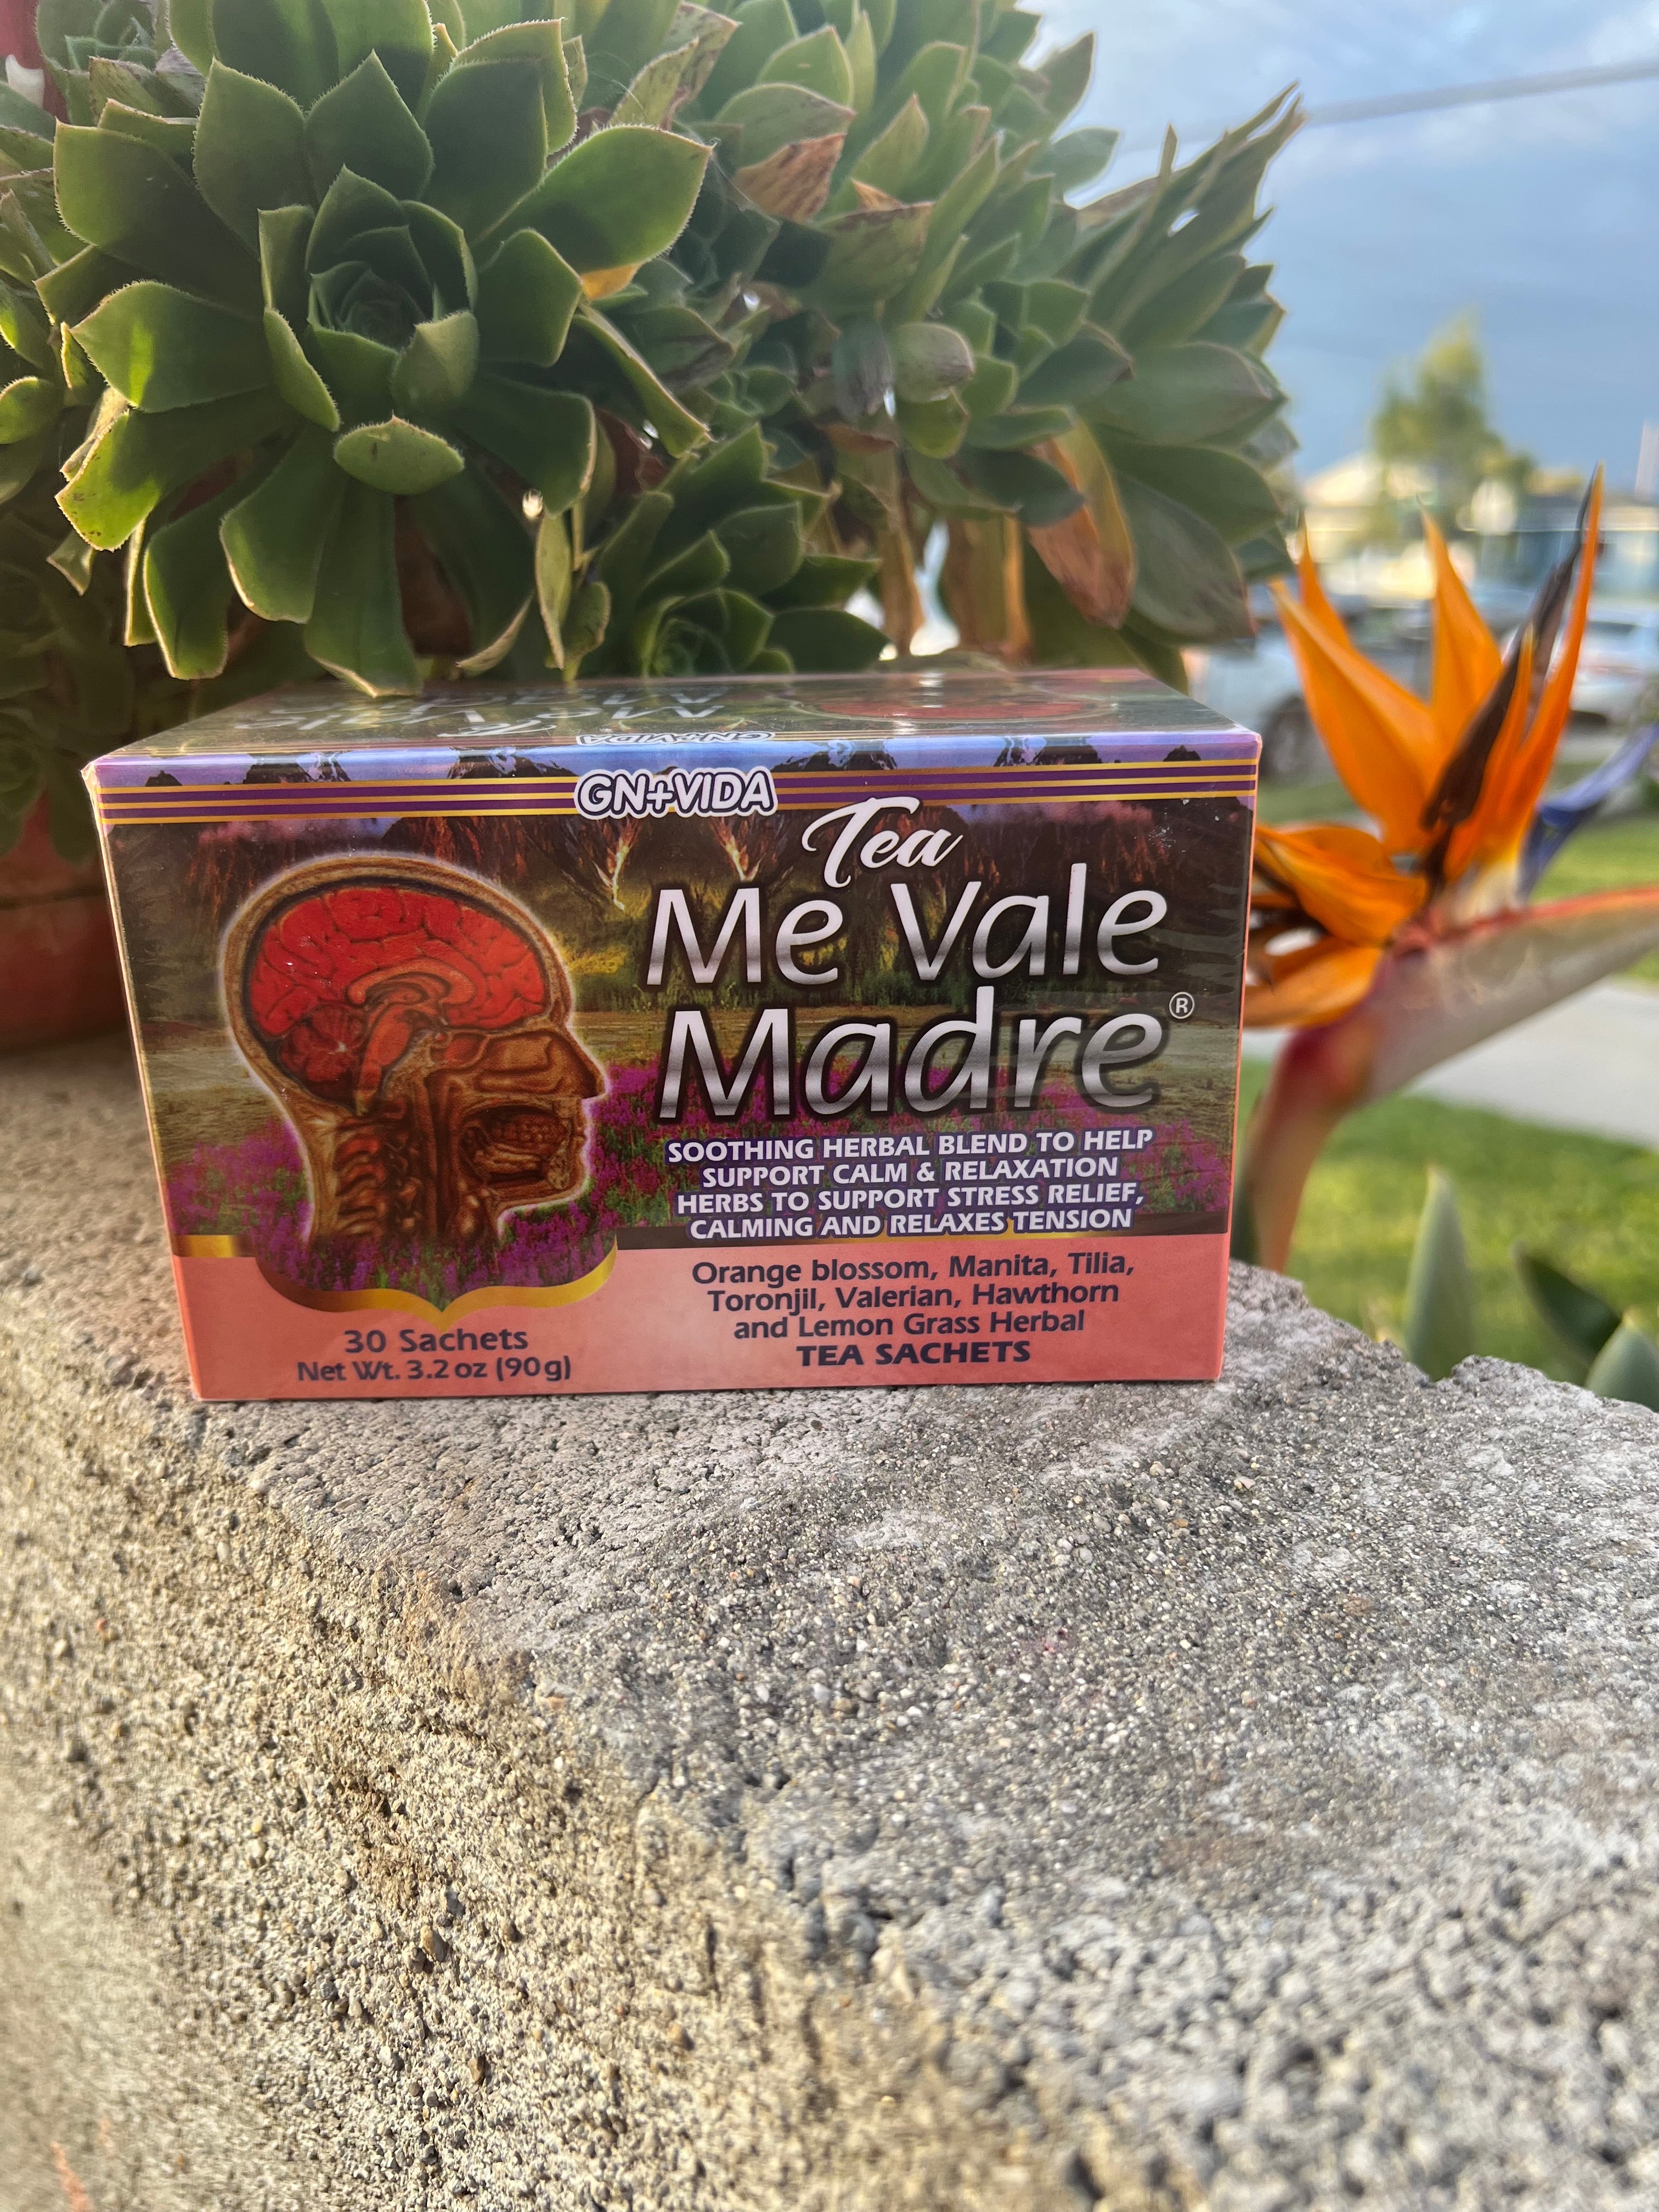 GN+VIDA
Tea
Me Vale
Madre®
SOOTHING HERBAL BLEND TO HELP
SUPPORT CALM & RELAXATION
HERBS TO SUPPORT STRESS RELIEF,
CALMING AND RELAXES TENSION
Orange blossom, Manita, Tilia,
Toronjil, Valerian, Hawthorn
and Lemon Grass Herbal
TEA SACHETS
30 Sachets
Net Wt. 3.2 oz (90g)